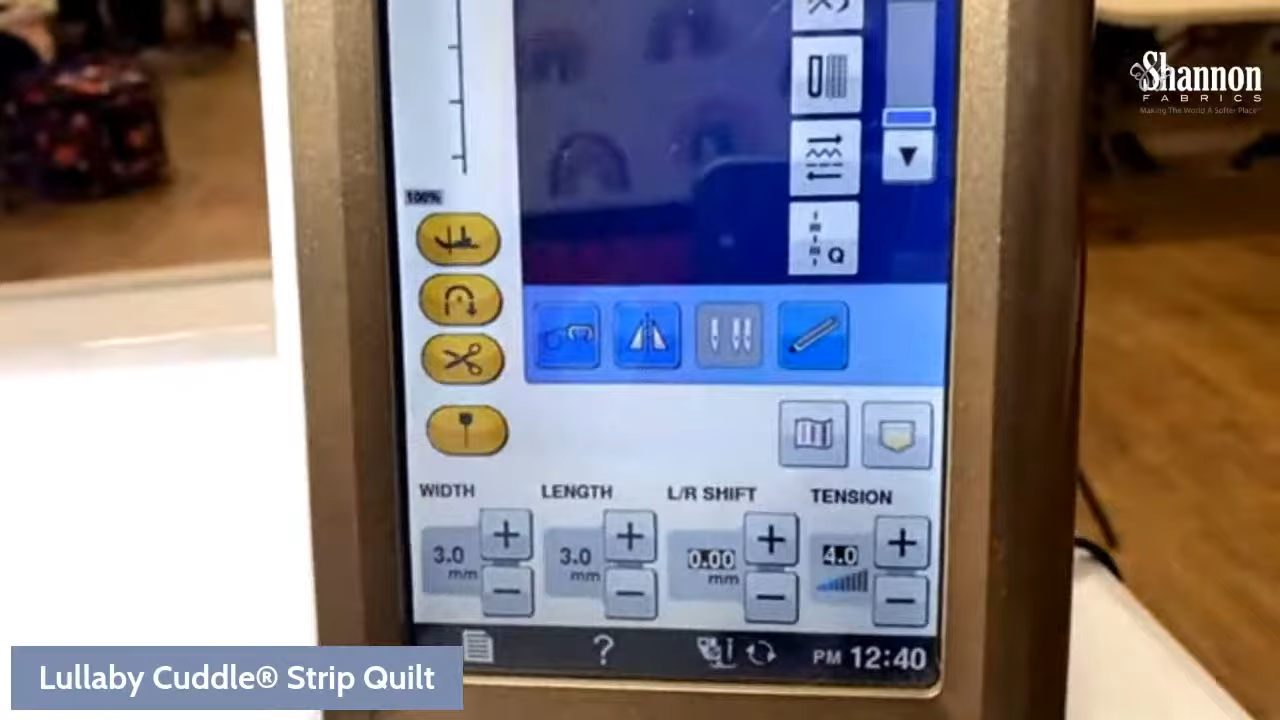 Shannon
FABRICS
Making The World A Softer Place
100%
Q
WIDTH LENGTH L/R SHIFT TENSION
3.0 mm + − 3.0 mm + − 0.00 mm + − 4.0 + −
? PM 12:40
Lullaby Cuddle® Strip Quilt